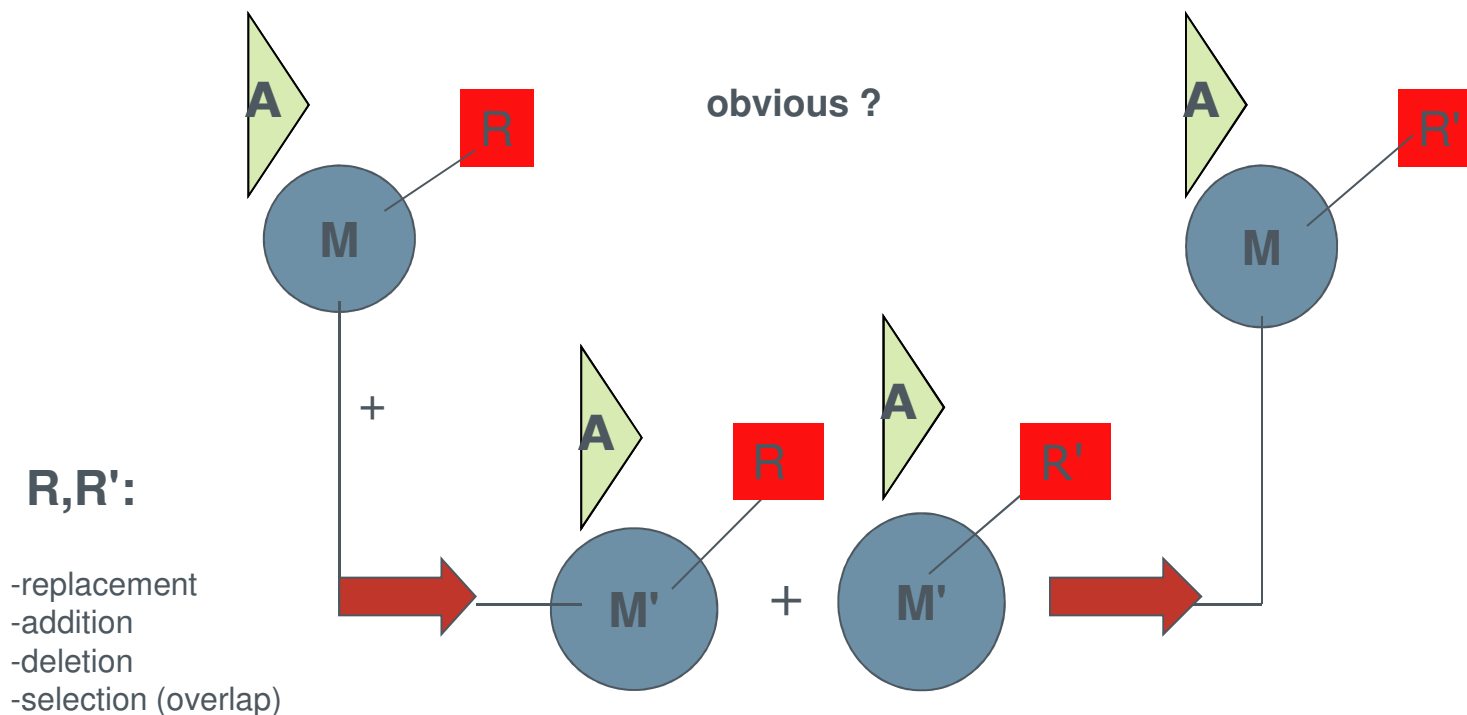 A
R
obvious ?
A
R'
M
M
+
A
R
A
R'
R,R':
M'
+
M'
-replacement
-addition
-deletion
-selection (overlap)